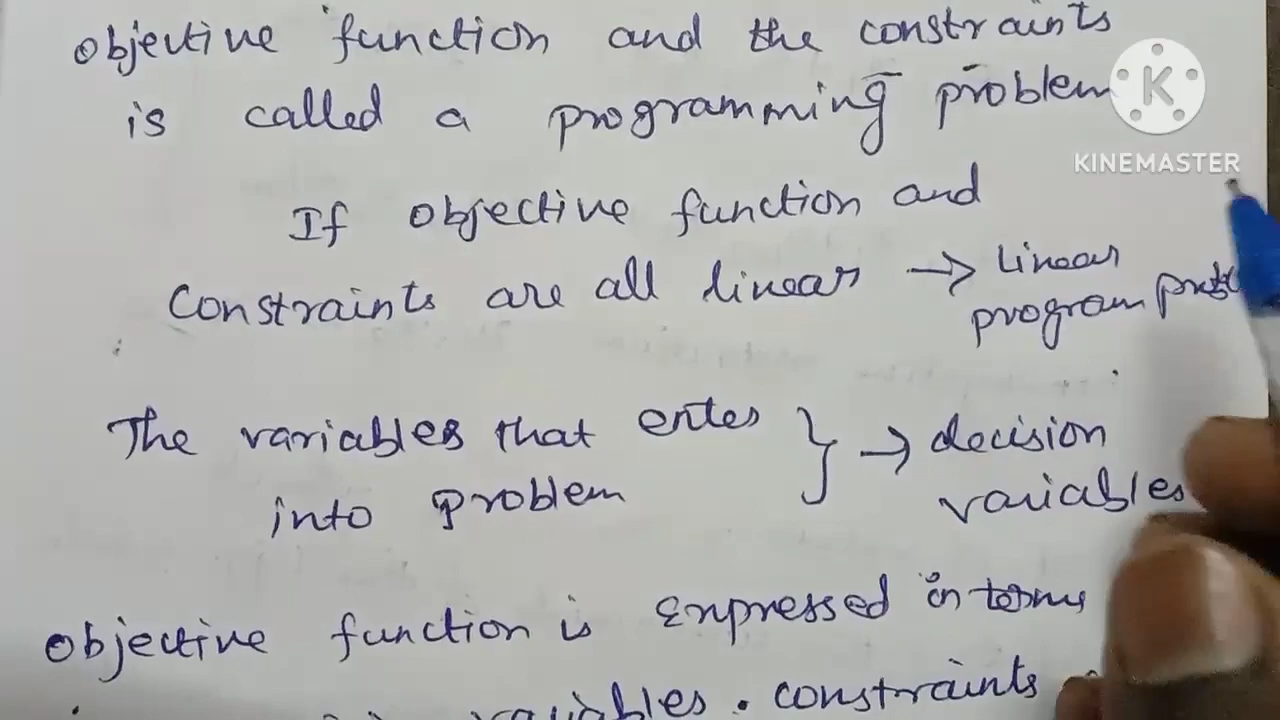 objective function and the constraints
is called a programming problem
KINEMASTER
If objective function and
constraints are all linear → linear
program
The variables that enter } → decision
into problem variables
objective function is expressed in terms
variables. constraints